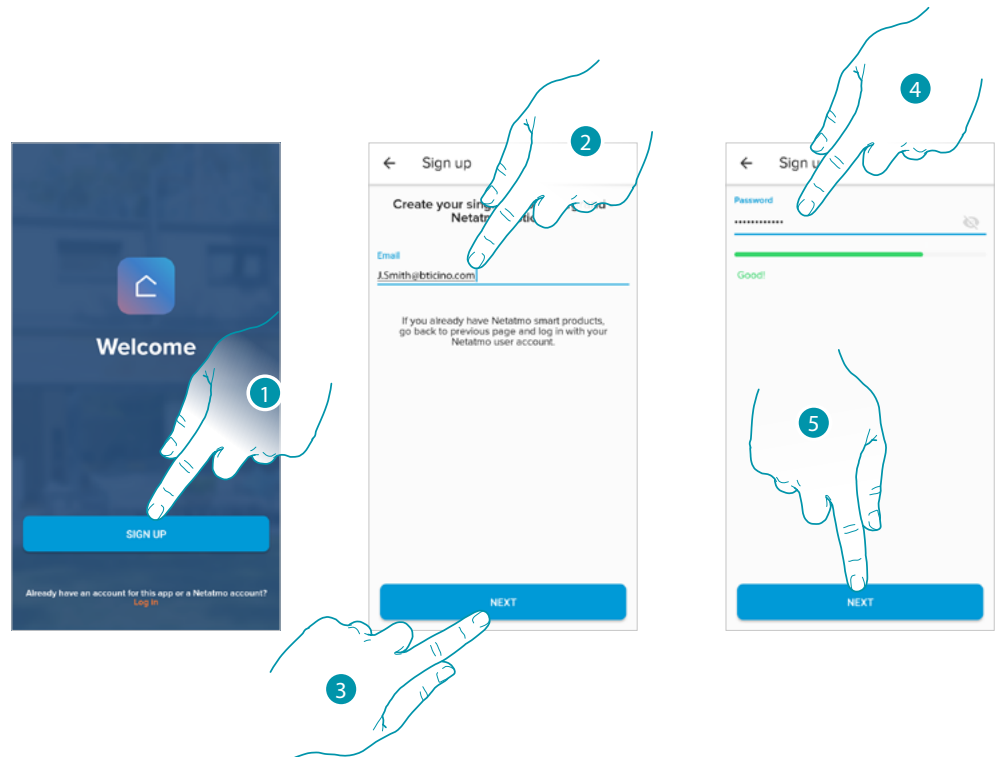 Welcome
1
SIGN UP
Already have an account for this app or a Netatmo account?
Log in
2
Sign up
Create your sing
Netat
Email
J.Smith@bticino.com
If you already have Netatmo smart products,
go back to previous page and log in with your
Netatmo user account.
NEXT
3
4
Sign u
Password
••••••••••••
Good!
5
NEXT